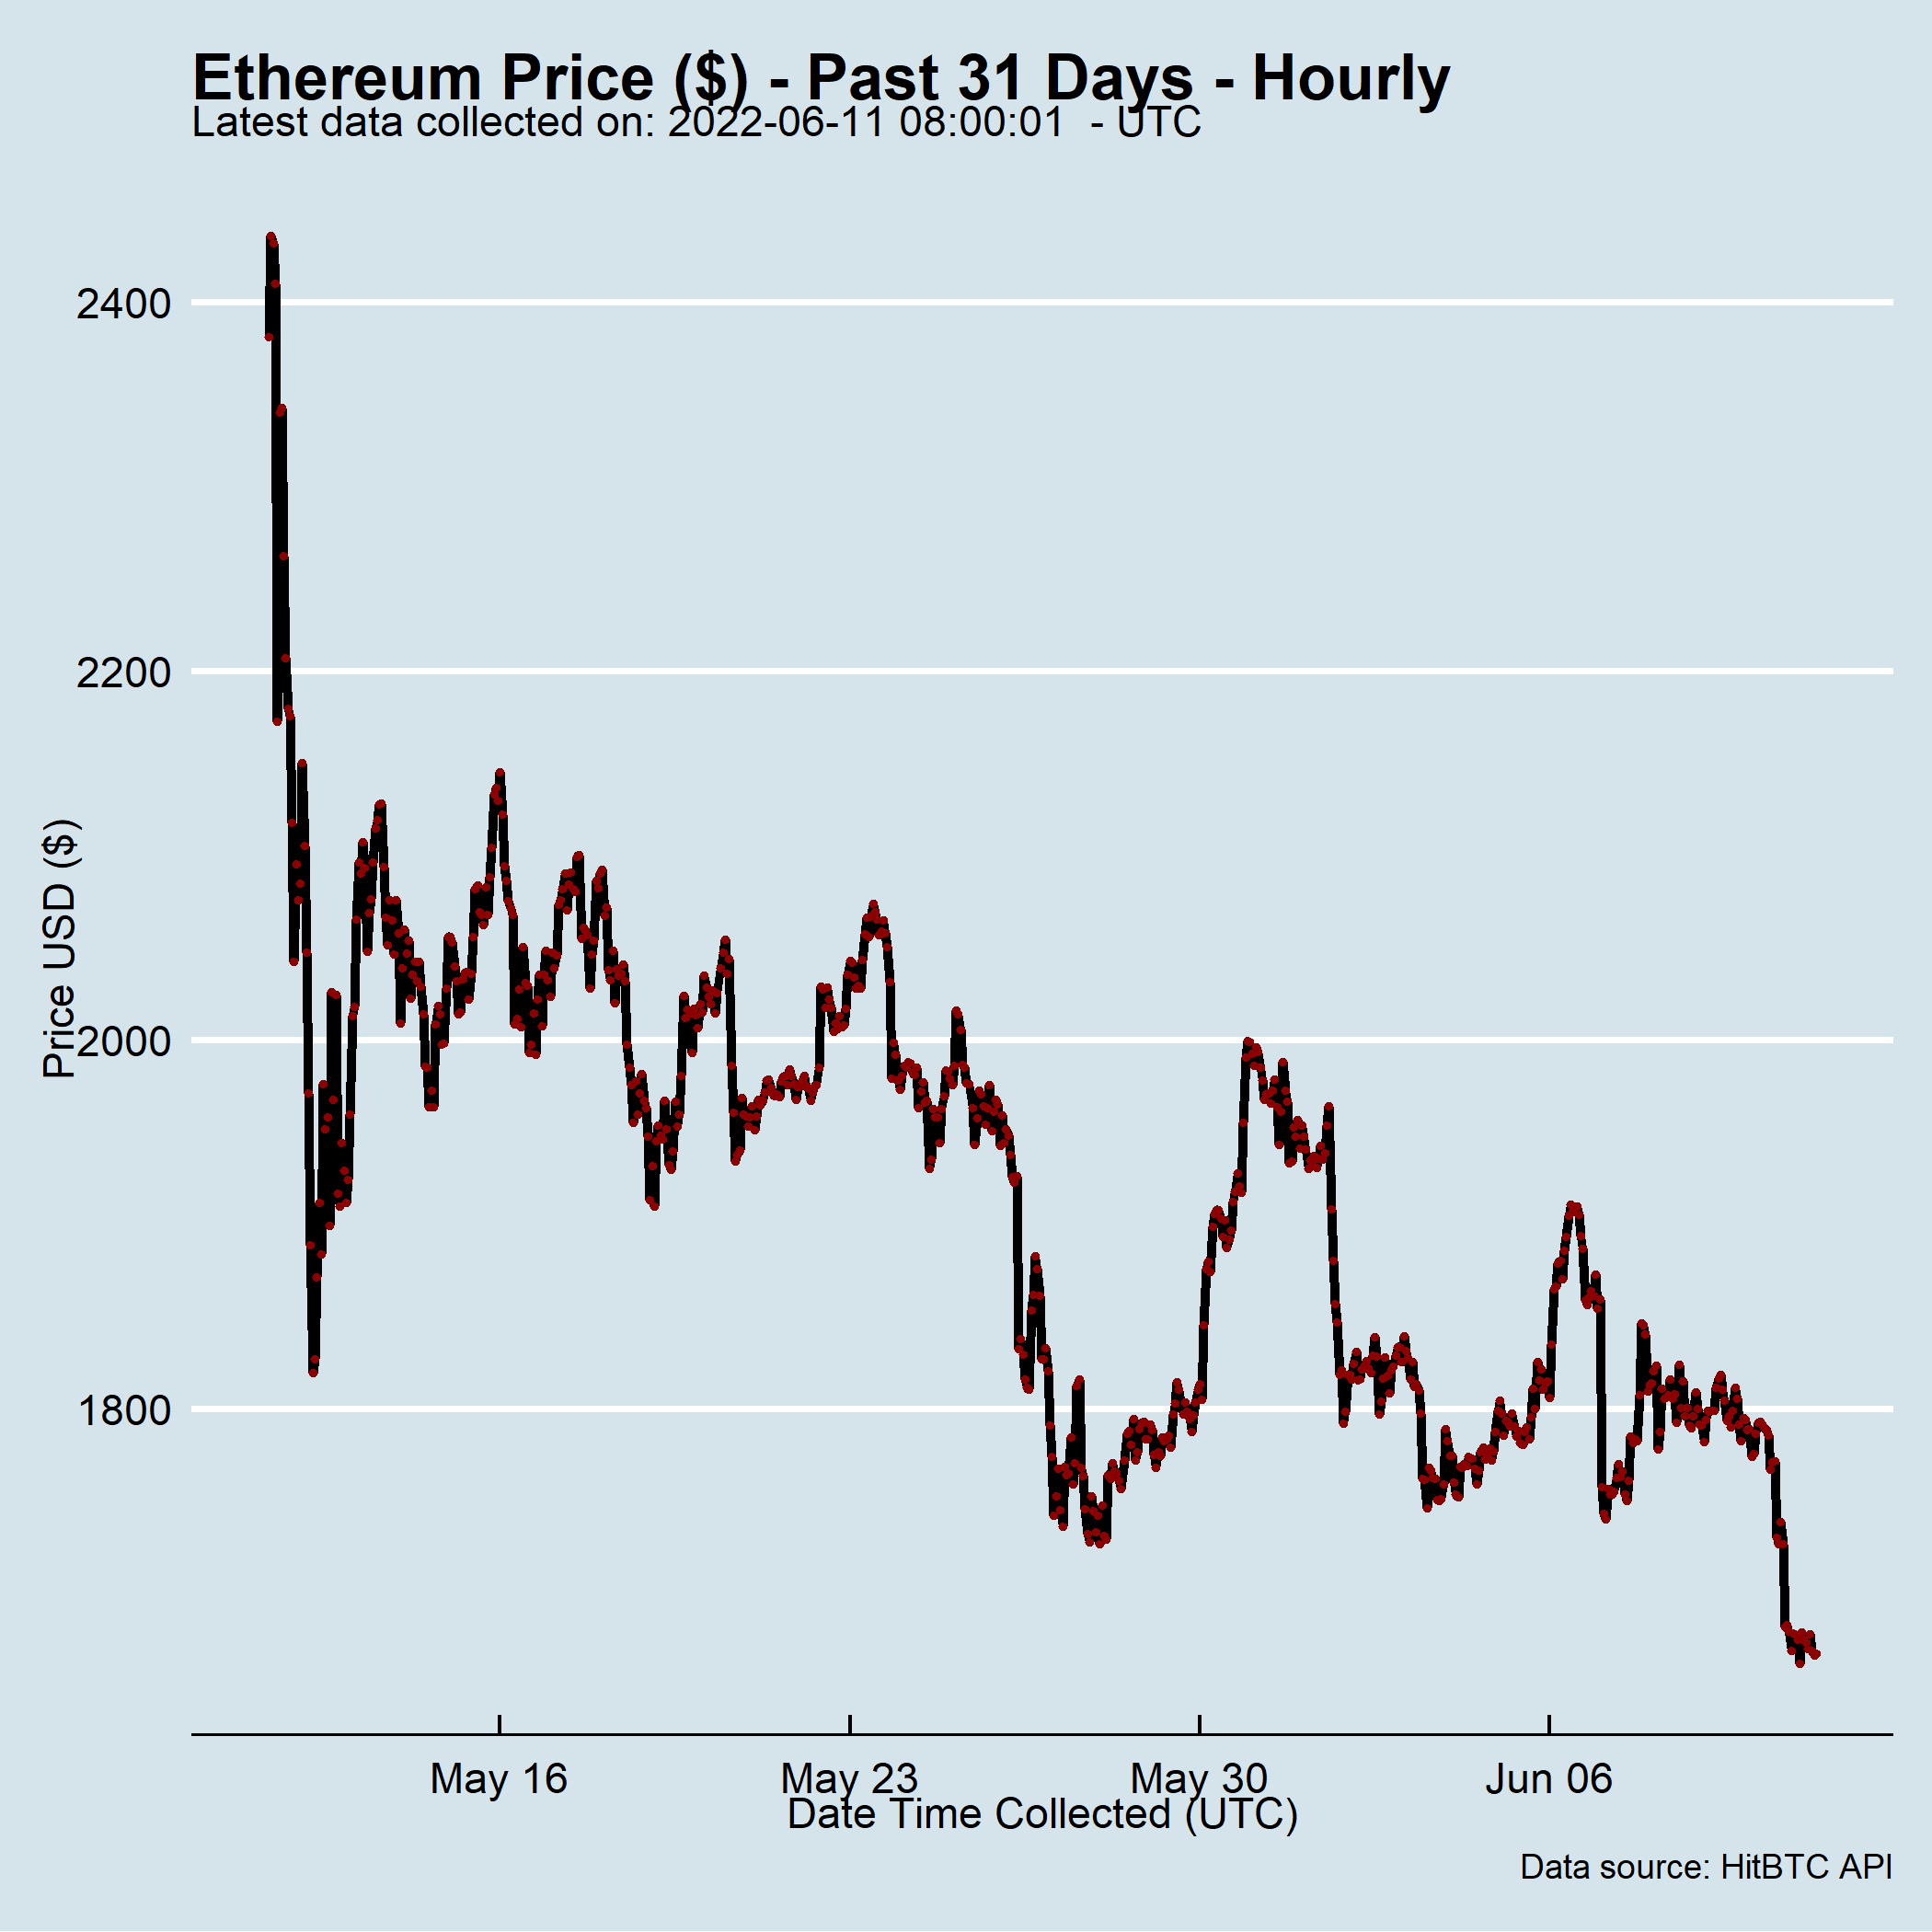 Ethereum Price ($) - Past 31 Days - Hourly
Latest data collected on: 2022-06-11 08:00:01  - UTC
2400
2200
2000
1800
Price USD ($)
May 16
May 23
May 30
Jun 06
Date Time Collected (UTC)
Data source: HitBTC API